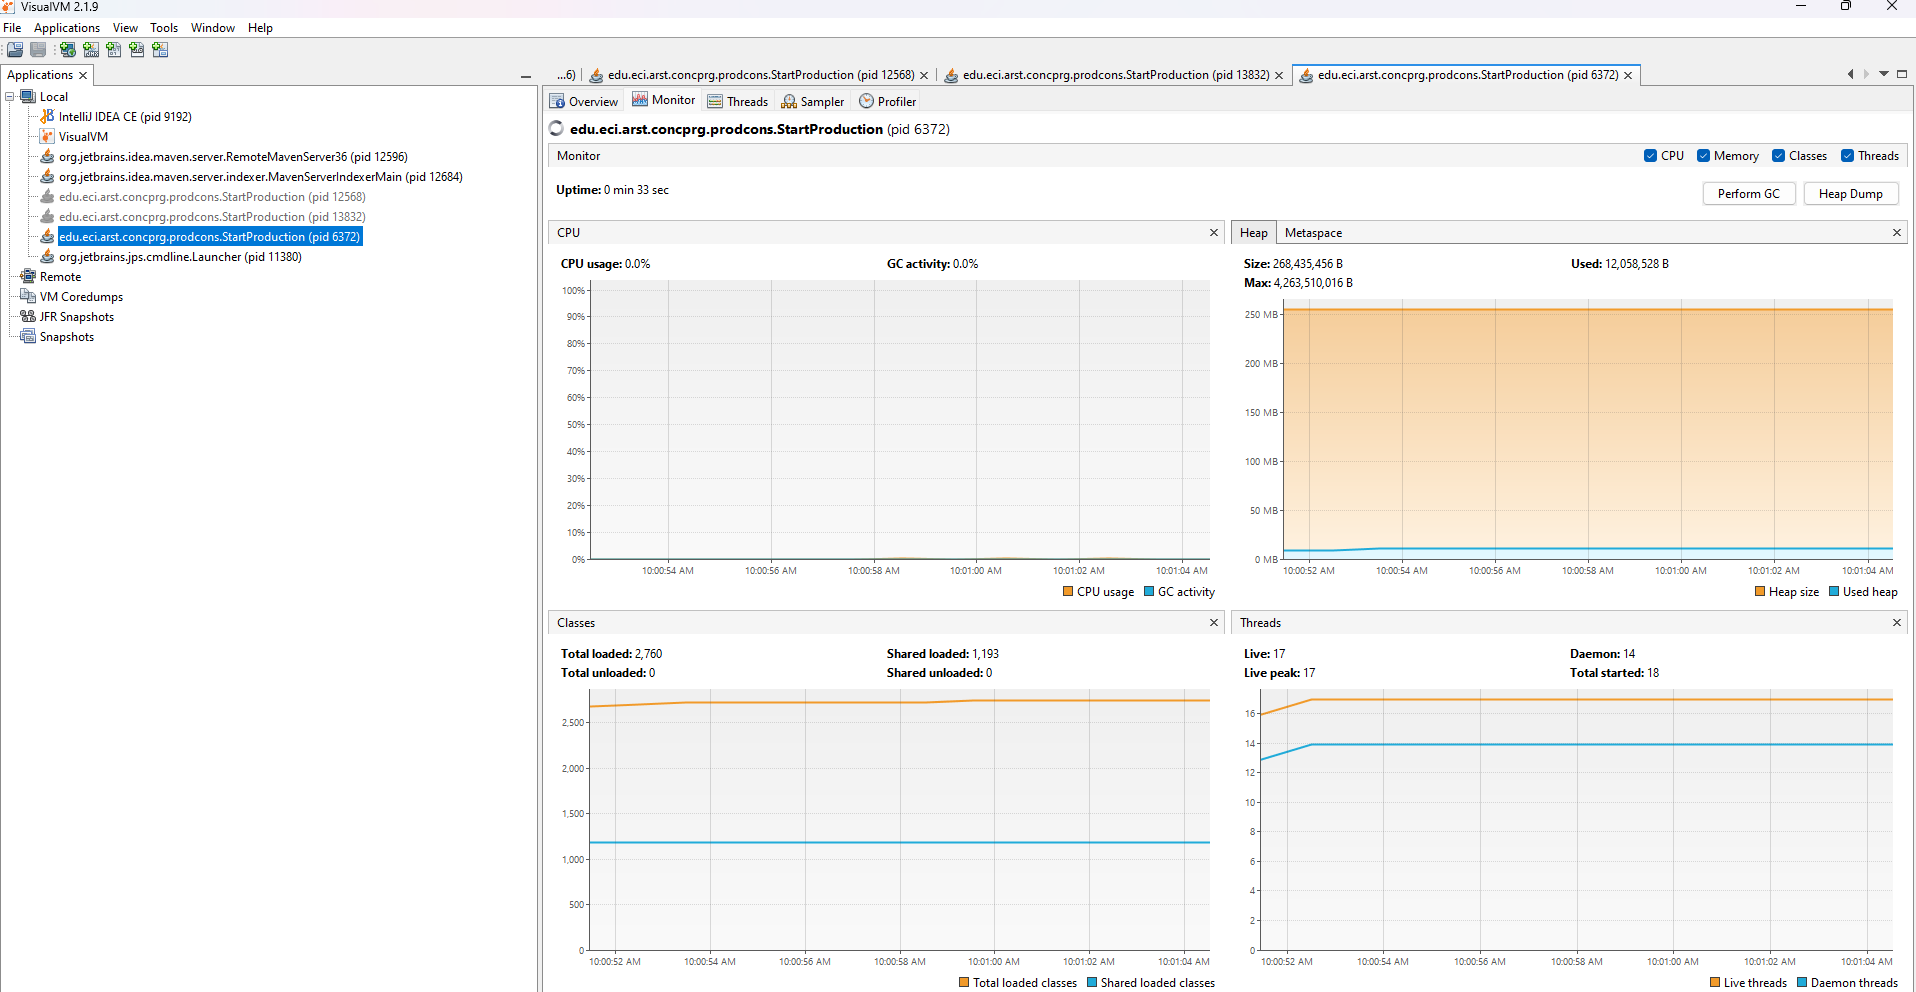 VisualVM 2.1.9
File Applications View Tools Window Help
Applications
Local
IntelliJ IDEA CE (pid 9192)
VisualVM
org.jetbrains.idea.maven.server.RemoteMavenServer36 (pid 12596)
org.jetbrains.idea.maven.server.indexer.MavenServerIndexerMain (pid 12684)
edu.eci.arst.concprg.prodcons.StartProduction (pid 12568)
edu.eci.arst.concprg.prodcons.StartProduction (pid 13832)
edu.eci.arst.concprg.prodcons.StartProduction (pid 6372)
org.jetbrains.jps.cmdline.Launcher (pid 11380)
Remote
VM Coredumps
JFR Snapshots
Snapshots
...6) edu.eci.arst.concprg.prodcons.StartProduction (pid 12568) edu.eci.arst.concprg.prodcons.StartProduction (pid 13832) edu.eci.arst.concprg.prodcons.StartProduction (pid 6372)
Overview Monitor Threads Sampler Profiler
edu.eci.arst.concprg.prodcons.StartProduction (pid 6372)
Monitor CPU Memory Classes Threads
Uptime: 0 min 33 sec
Perform GC Heap Dump
CPU
CPU usage: 0.0% GC activity: 0.0%
100%
90%
80%
70%
60%
50%
40%
30%
20%
10%
0%
10:00:54 AM 10:00:56 AM 10:00:58 AM 10:01:00 AM 10:01:02 AM 10:01:04 AM
CPU usage GC activity
Heap Metaspace
Size: 268,435,456 B Used: 12,058,528 B
Max: 4,263,510,016 B
250 MB
200 MB
150 MB
100 MB
50 MB
0 MB
10:00:52 AM 10:00:54 AM 10:00:56 AM 10:00:58 AM 10:01:00 AM 10:01:02 AM 10:01:04 AM
Heap size Used heap
Classes
Total loaded: 2,760 Shared loaded: 1,193
Total unloaded: 0 Shared unloaded: 0
2,500
2,000
1,500
1,000
500
0
10:00:52 AM 10:00:54 AM 10:00:56 AM 10:00:58 AM 10:01:00 AM 10:01:02 AM 10:01:04 AM
Total loaded classes Shared loaded classes
Threads
Live: 17 Daemon: 14
Live peak: 17 Total started: 18
16
14
12
10
8
6
4
2
0
10:00:52 AM 10:00:54 AM 10:00:56 AM 10:00:58 AM 10:01:00 AM 10:01:02 AM 10:01:04 AM
Live threads Daemon threads